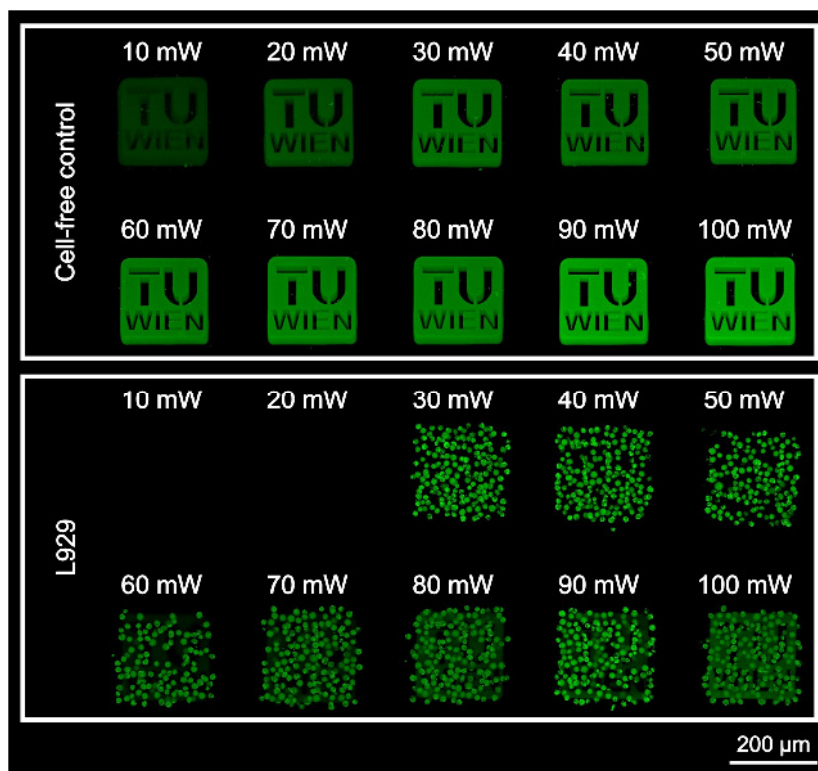 Cell-free control
10 mW 20 mW 30 mW 40 mW 50 mW
TU TU TU TU TU
WIEN WIEN WIEN WIEN WIEN
60 mW 70 mW 80 mW 90 mW 100 mW
TU TU TU TU TU
WIEN WIEN WIEN WIEN WIEN
L929
10 mW 20 mW 30 mW 40 mW 50 mW
60 mW 70 mW 80 mW 90 mW 100 mW
200 µm